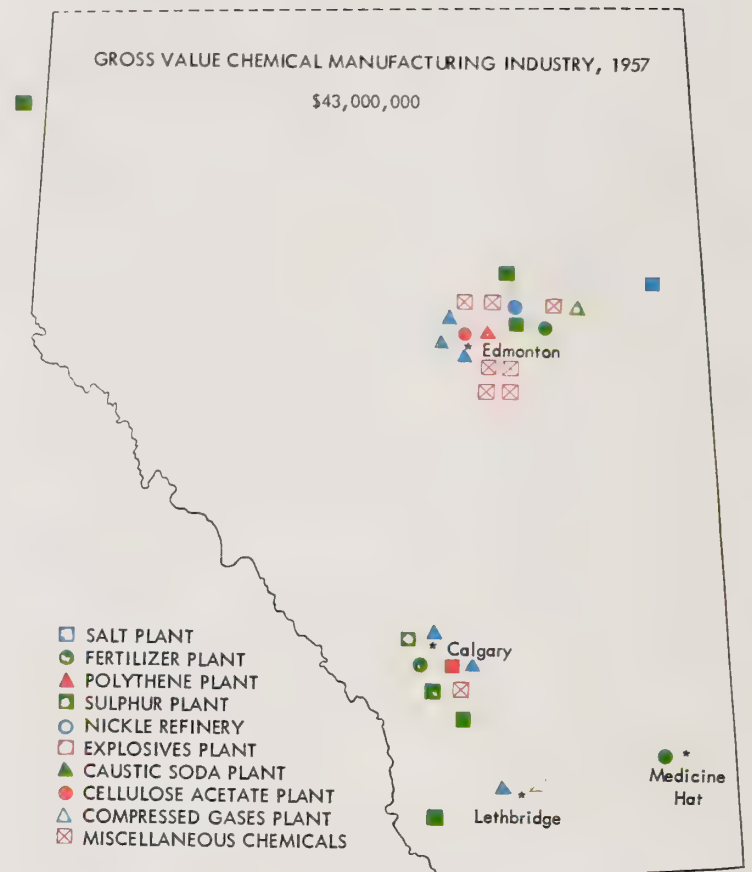 GROSS VALUE CHEMICAL MANUFACTURING INDUSTRY, 1957
$43,000,000
Edmonton
Calgary
Medicine
Hat
Lethbridge
SALT PLANT
FERTILIZER PLANT
POLYTHENE PLANT
SULPHUR PLANT
NICKLE REFINERY
EXPLOSIVES PLANT
CAUSTIC SODA PLANT
CELLULOSE ACETATE PLANT
COMPRESSED GASES PLANT
MISCELLANEOUS CHEMICALS